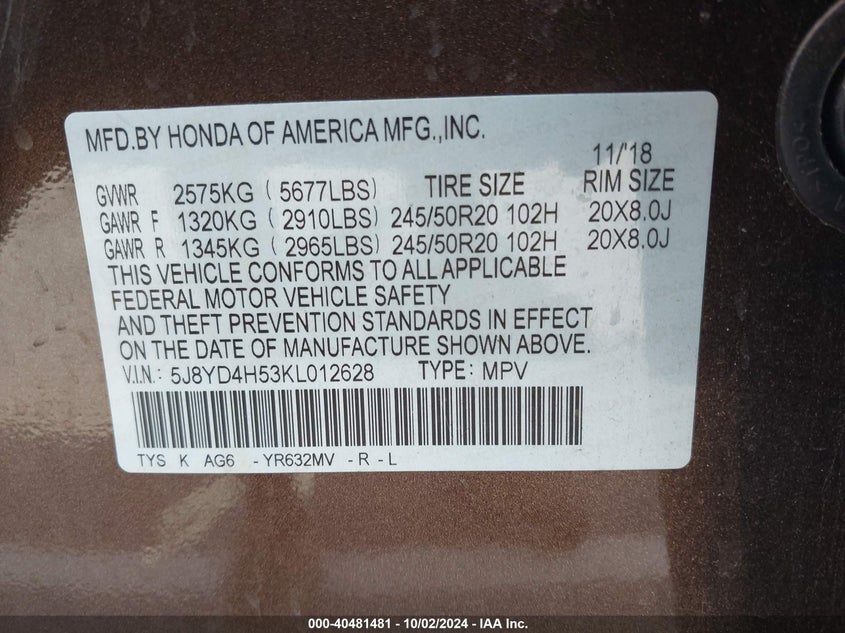 MFD.BY HONDA OF AMERICA MFG.,INC.
11/'18
GVWR 2575KG ( 5677LBS) TIRE SIZE RIM SIZE
GAWR F 1320KG ( 2910LBS) 245/50R20 102H 20X8.0J
GAWR R 1345KG ( 2965LBS) 245/50R20 102H 20X8.0J
THIS VEHICLE CONFORMS TO ALL APPLICABLE
FEDERAL MOTOR VEHICLE SAFETY
AND THEFT PREVENTION STANDARDS IN EFFECT
ON THE DATE OF MANUFACTURE SHOWN ABOVE.
V.I.N.: 5J8YD4H53KL012628 TYPE: MPV
TYS K AG6 -YR632MV -R -L
000-40481481 - 10/02/2024 - IAA Inc.